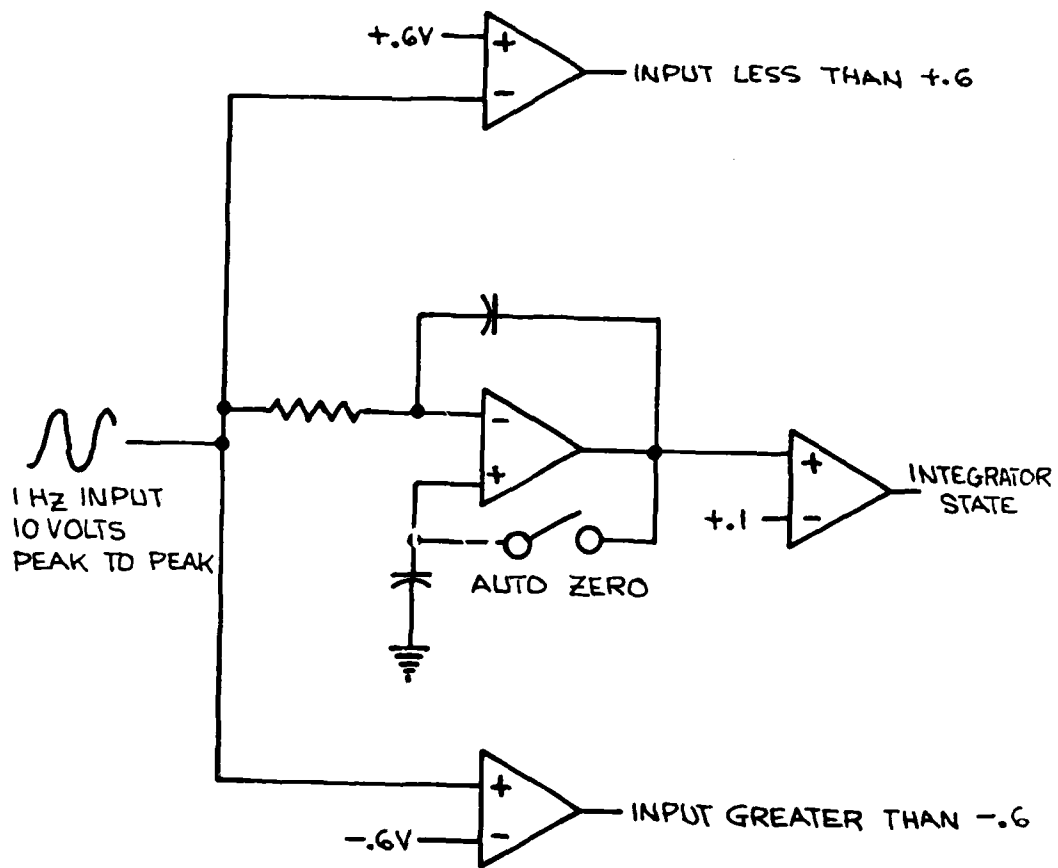 +.6V
+
−
INPUT LESS THAN +.6
−
+
1 HZ INPUT
10 VOLTS
PEAK TO PEAK
AUTO ZERO
+
+.1
−
INTEGRATOR
STATE
+
−.6V
−
INPUT GREATER THAN -.6